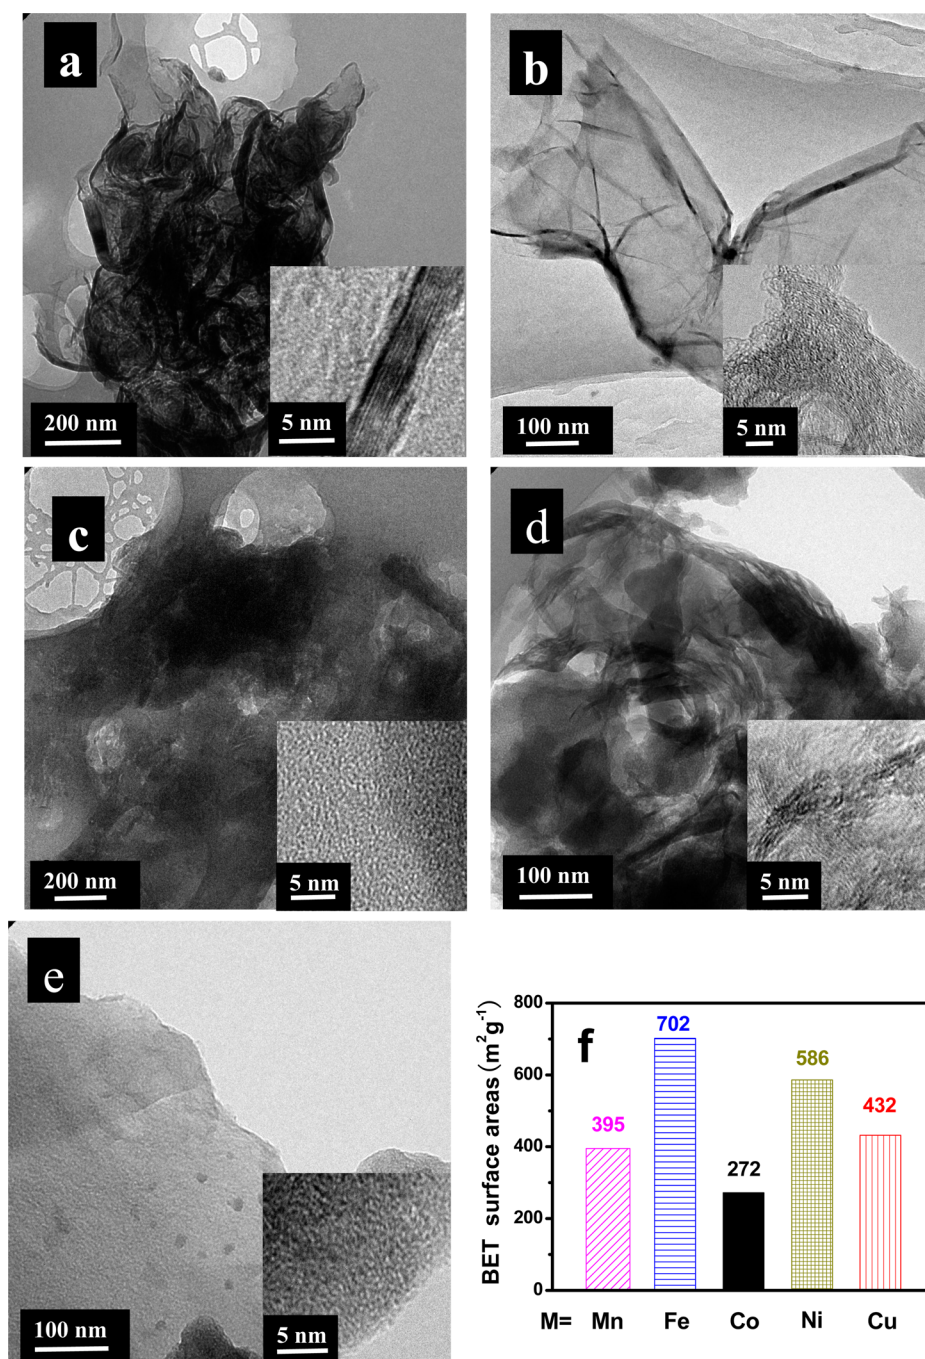 a
200 nm
5 nm
b
100 nm
5 nm
c
200 nm
5 nm
d
100 nm
5 nm
e
100 nm
5 nm
f
BET surface areas (m²g⁻¹)
800
600
400
200
0
395
702
272
586
432
M= Mn Fe Co Ni Cu